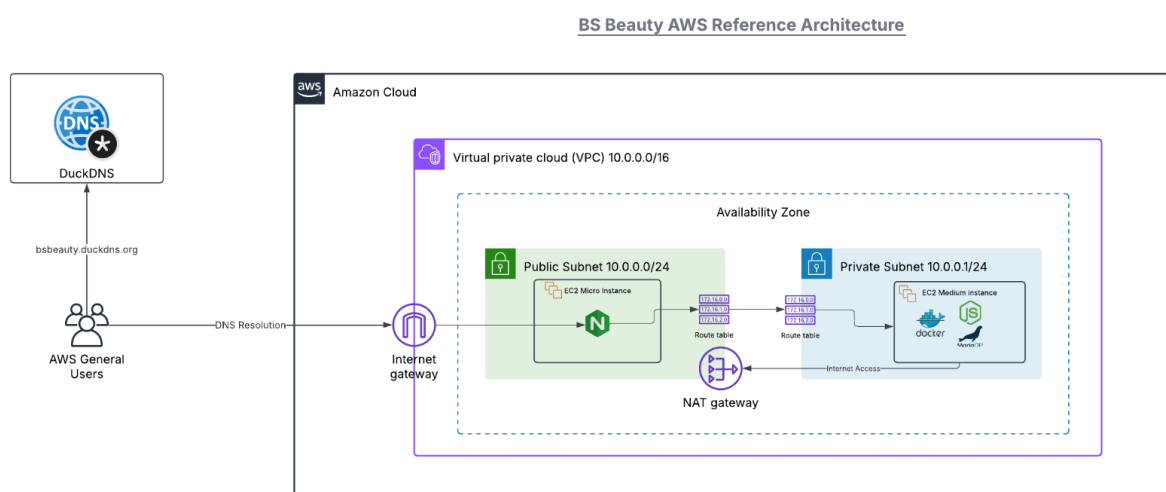 BS Beauty AWS Reference Architecture
aws
Amazon Cloud
DNS
DuckDNS
Virtual private cloud (VPC) 10.0.0.0/16
Availability Zone
bsbeauty.duckdns.org
Public Subnet 10.0.0.0/24
Private Subnet 10.0.0.1/24
EC2 Micro Instance
EC2 Medium instance
172.16.0.0
172.16.1.0
172.16.2.0
172.16.0.0
172.16.1.0
172.16.2.0
N
JS
docker
MariaDB
Route table
Route table
DNS Resolution
AWS General
Users
Internet
gateway
Internet Access
NAT gateway